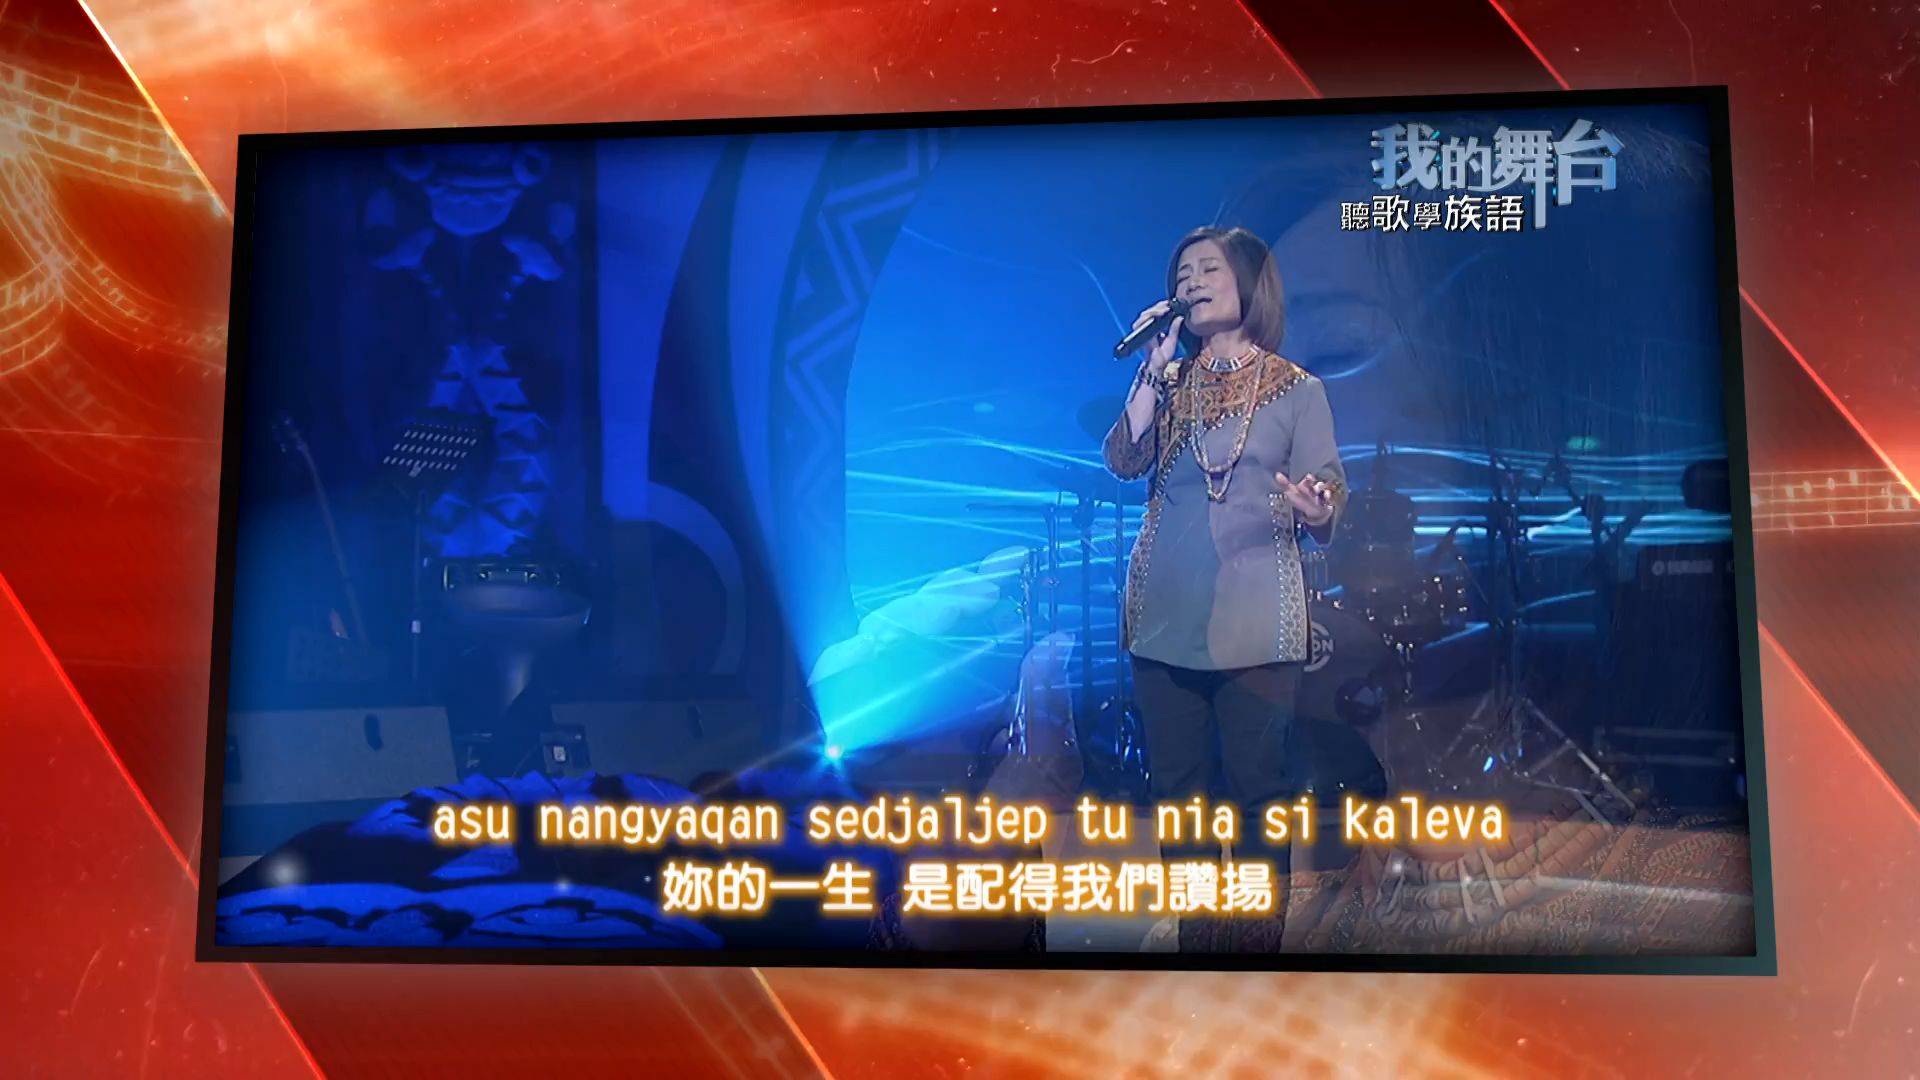 我的舞台
聽歌學族語
asu nangyaqan sedjaljep tu nia si kaleva
妳的一生 是配得我們讚揚